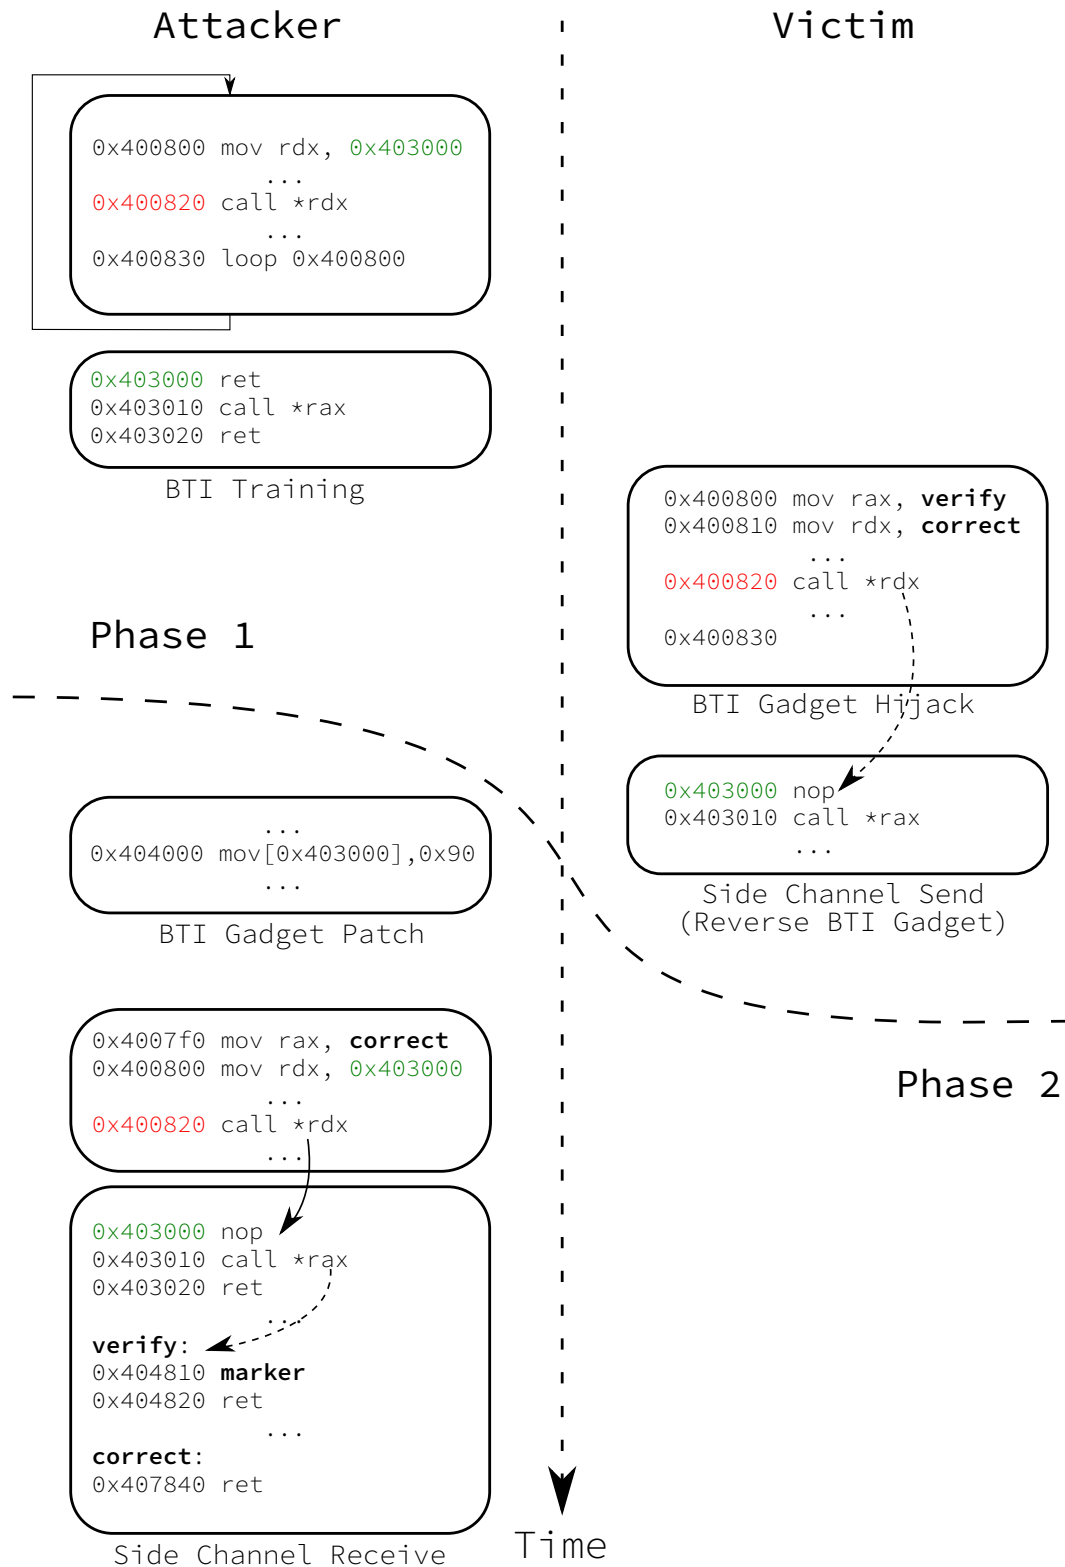 Attacker
Victim
0x400800 mov rdx, 0x403000
...
0x400820 call *rdx
...
0x400830 loop 0x400800
0x403000 ret
0x403010 call *rax
0x403020 ret
BTI Training
0x400800 mov rax, verify
0x400810 mov rdx, correct
...
0x400820 call *rdx
...
0x400830
BTI Gadget Hijack
Phase 1
0x403000 nop
0x403010 call *rax
...
Side Channel Send
(Reverse BTI Gadget)
...
0x404000 mov[0x403000],0x90
...
BTI Gadget Patch
Phase 2
0x4007f0 mov rax, correct
0x400800 mov rdx, 0x403000
...
0x400820 call *rdx
...
0x403000 nop
0x403010 call *rax
0x403020 ret
...
verify:
0x404810 marker
0x404820 ret
...
correct:
0x407840 ret
Side Channel Receive
Time